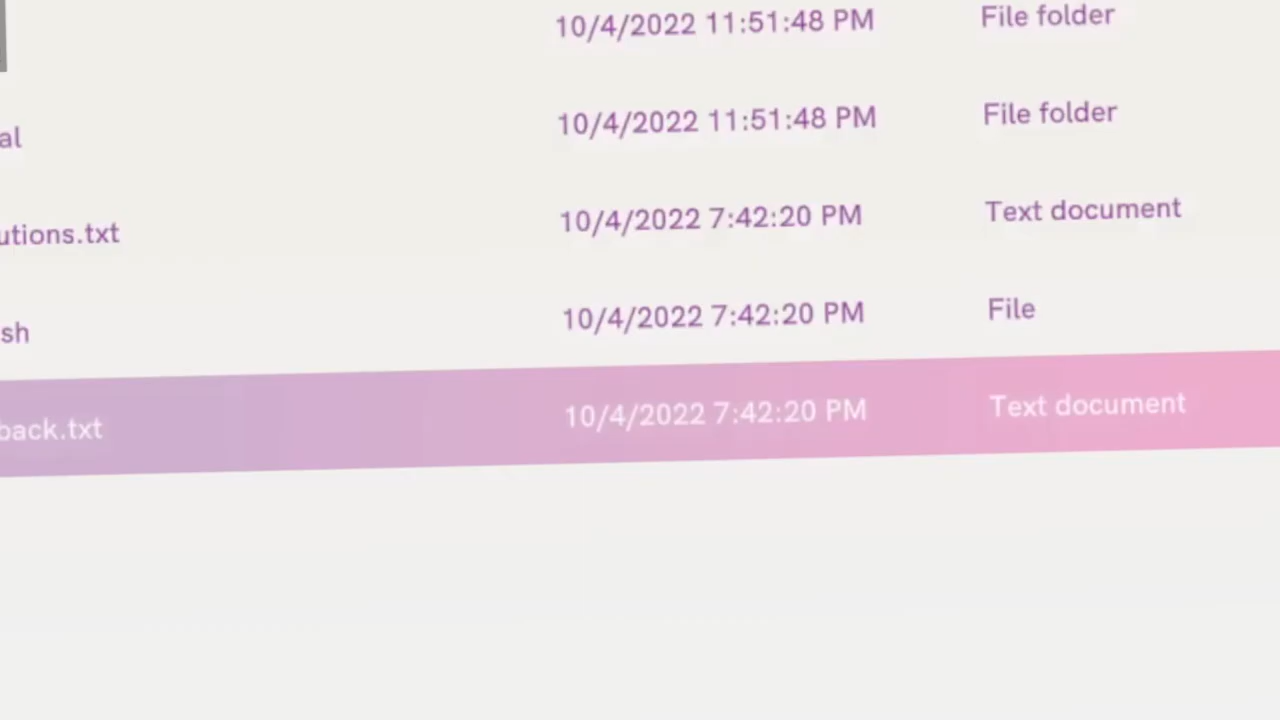 10/4/2022 11:51:48 PM File folder
al 10/4/2022 11:51:48 PM File folder
utions.txt 10/4/2022 7:42:20 PM Text document
sh 10/4/2022 7:42:20 PM File
back.txt 10/4/2022 7:42:20 PM Text document